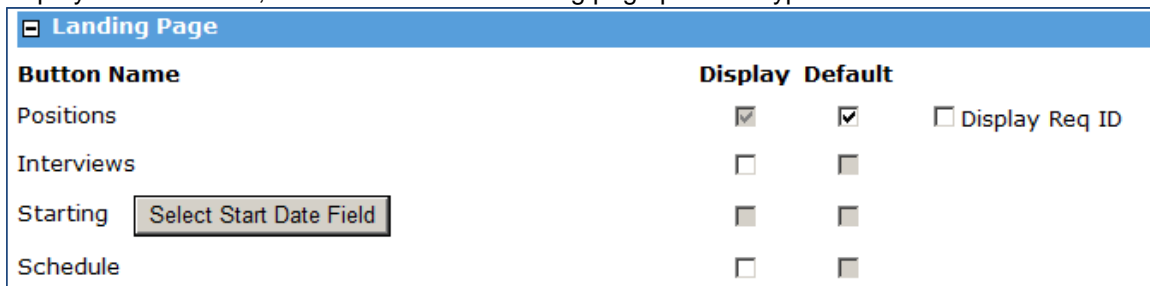 Landing Page
Button Name Display Default
Positions Display Req ID
Interviews
Starting Select Start Date Field
Schedule